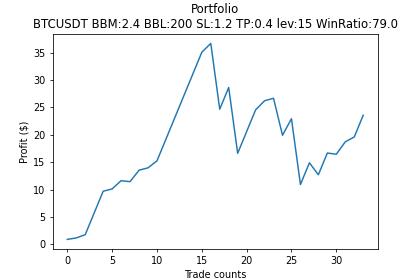 Portfolio
BTCUSDT BBM:2.4 BBL:200 SL:1.2 TP:0.4 lev:15 WinRatio:79.0
Profit ($)
35
30
25
20
15
10
5
0
0 5 10 15 20 25 30
Trade counts